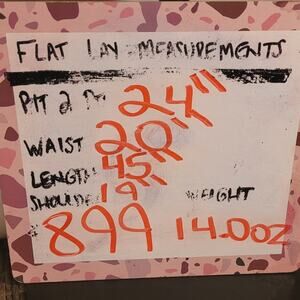 FLAT LAY MEASUREMENTS
PIT 2 PIT 24"
WAIST 20"
LENGTH 45"
SHOULDER 19"
WEIGHT
899 14.0oz